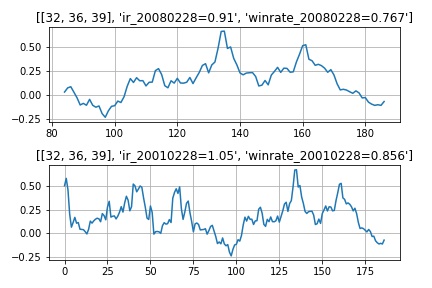 [[32, 36, 39], 'ir_20080228=0.91', 'winrate_20080228=0.767']
0.50
0.25
0.00
−0.25
80 100 120 140 160 180
[[32, 36, 39], 'ir_20010228=1.05', 'winrate_20010228=0.856']
0.50
0.25
0.00
−0.25
0 25 50 75 100 125 150 175